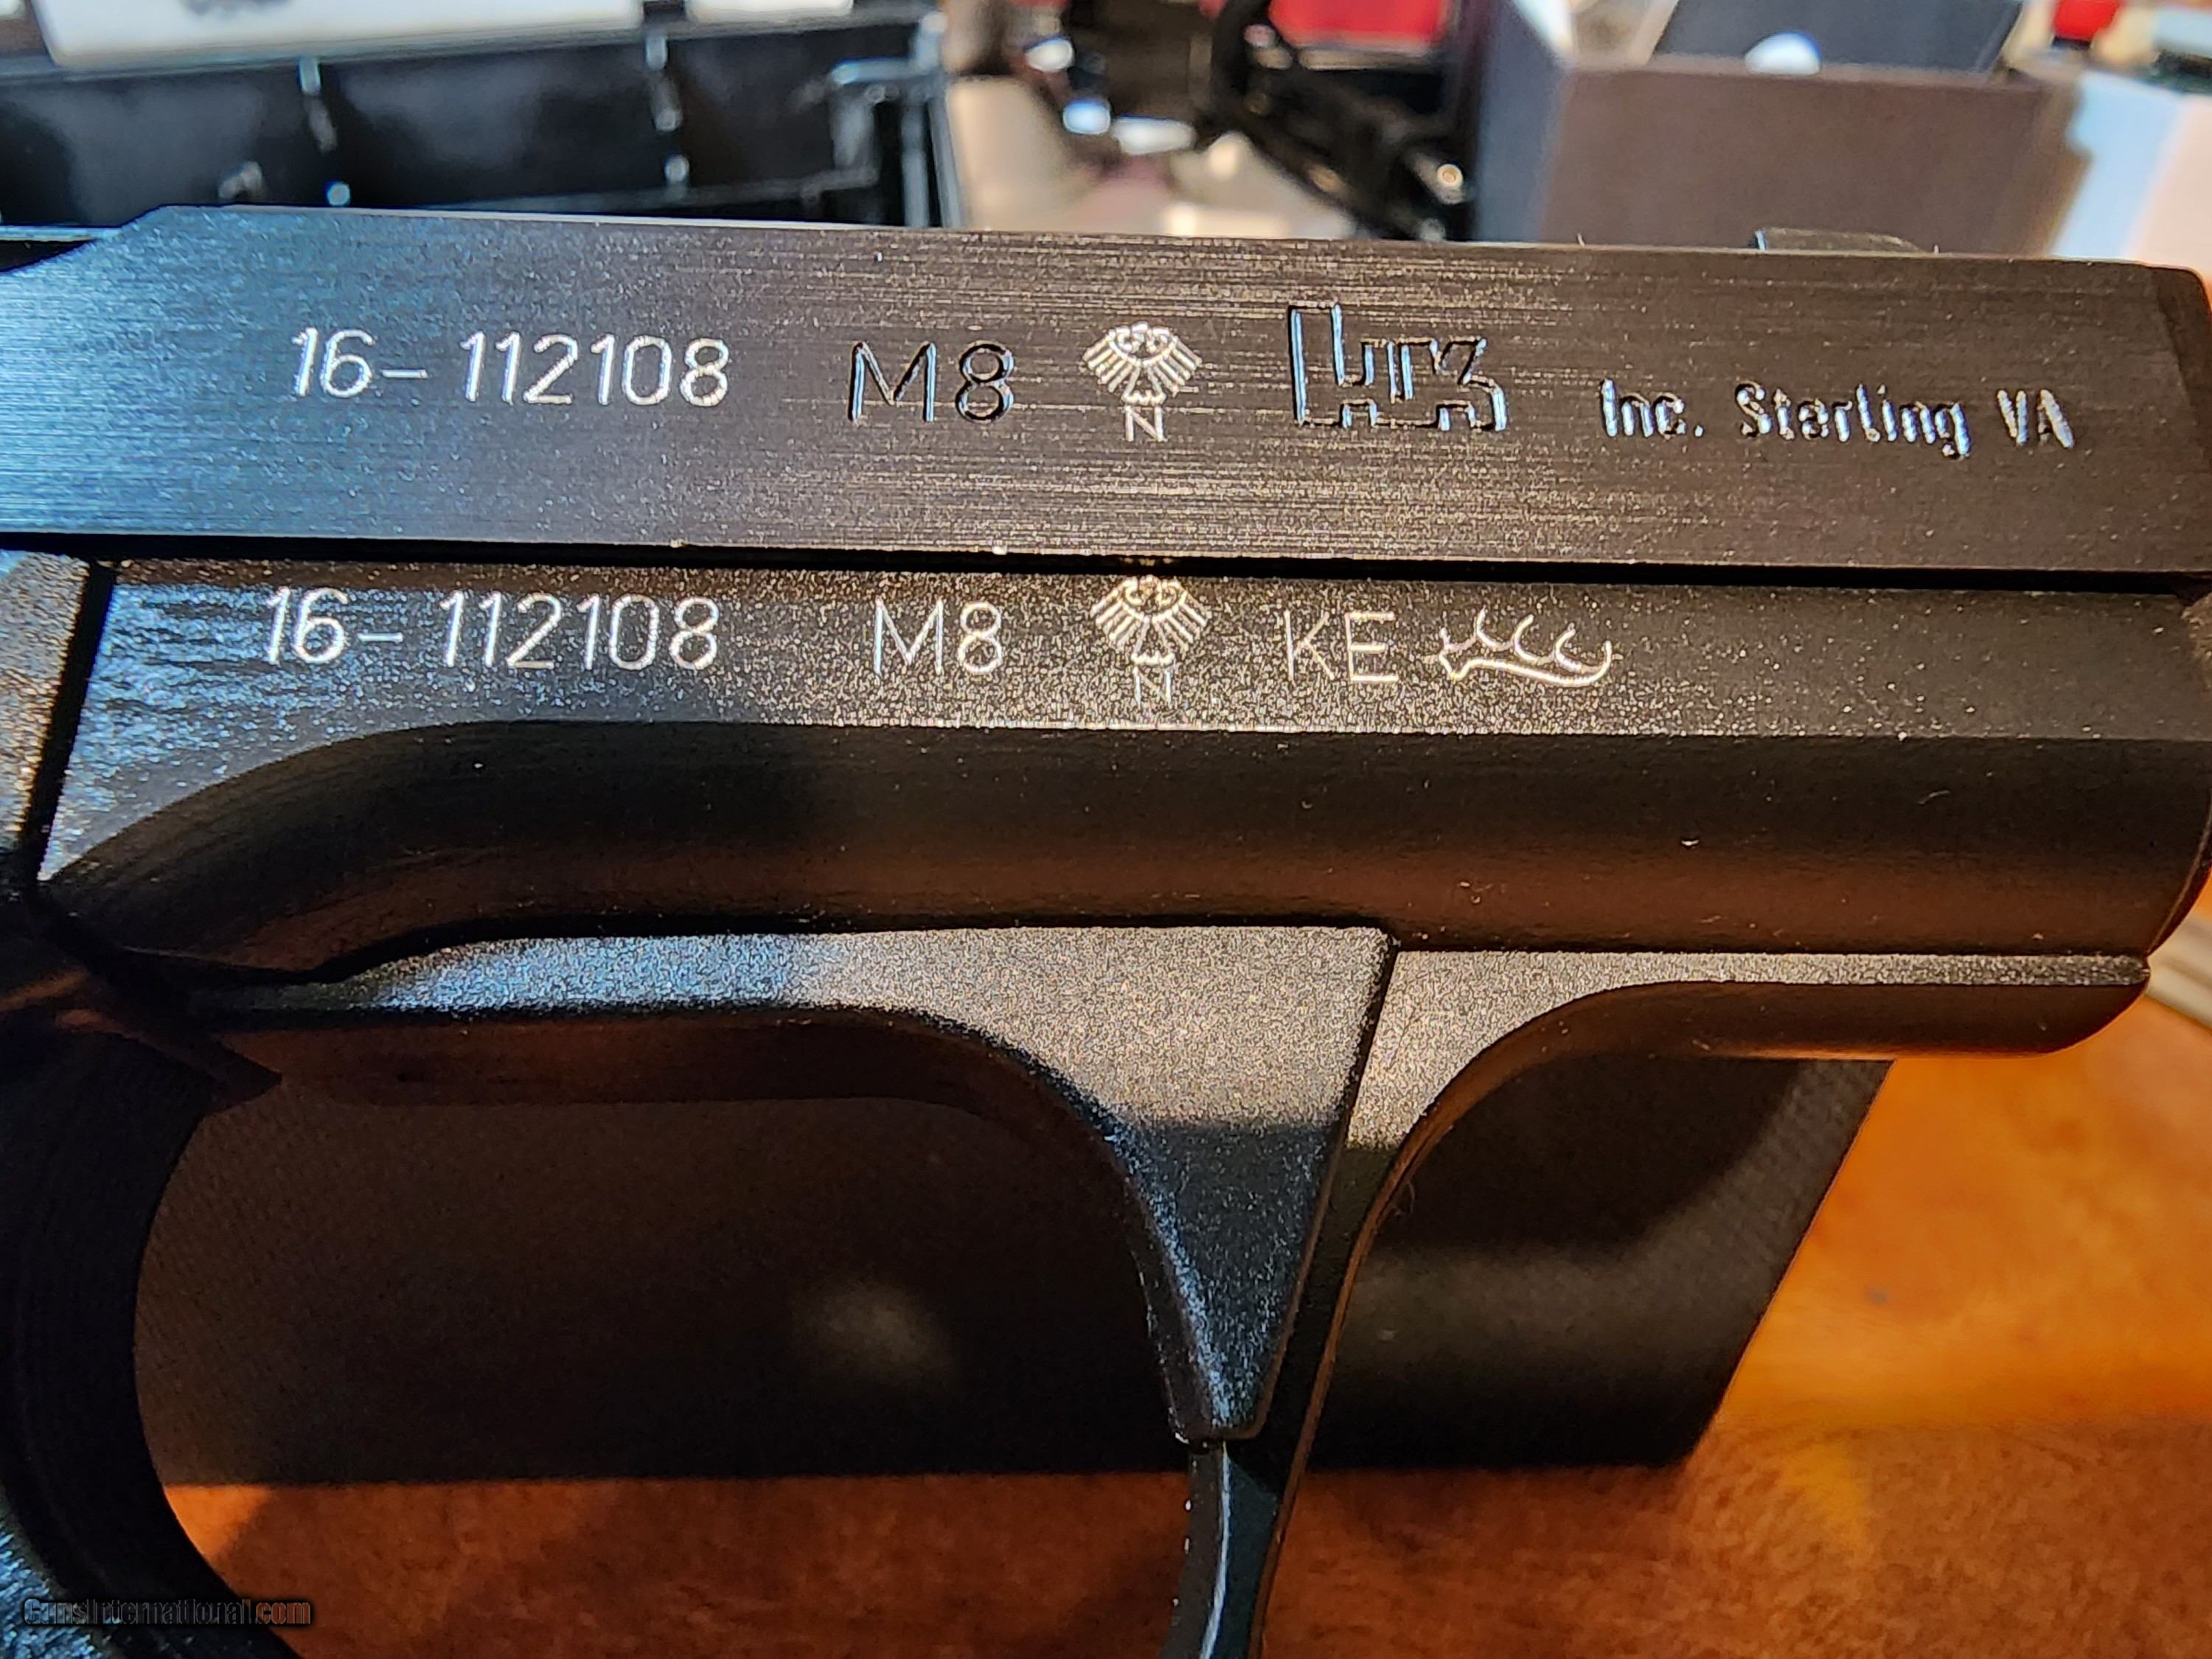 16-112108 M8 N HK Inc. Sterling VA
16-112108 M8 N KE
GunsInternational.com